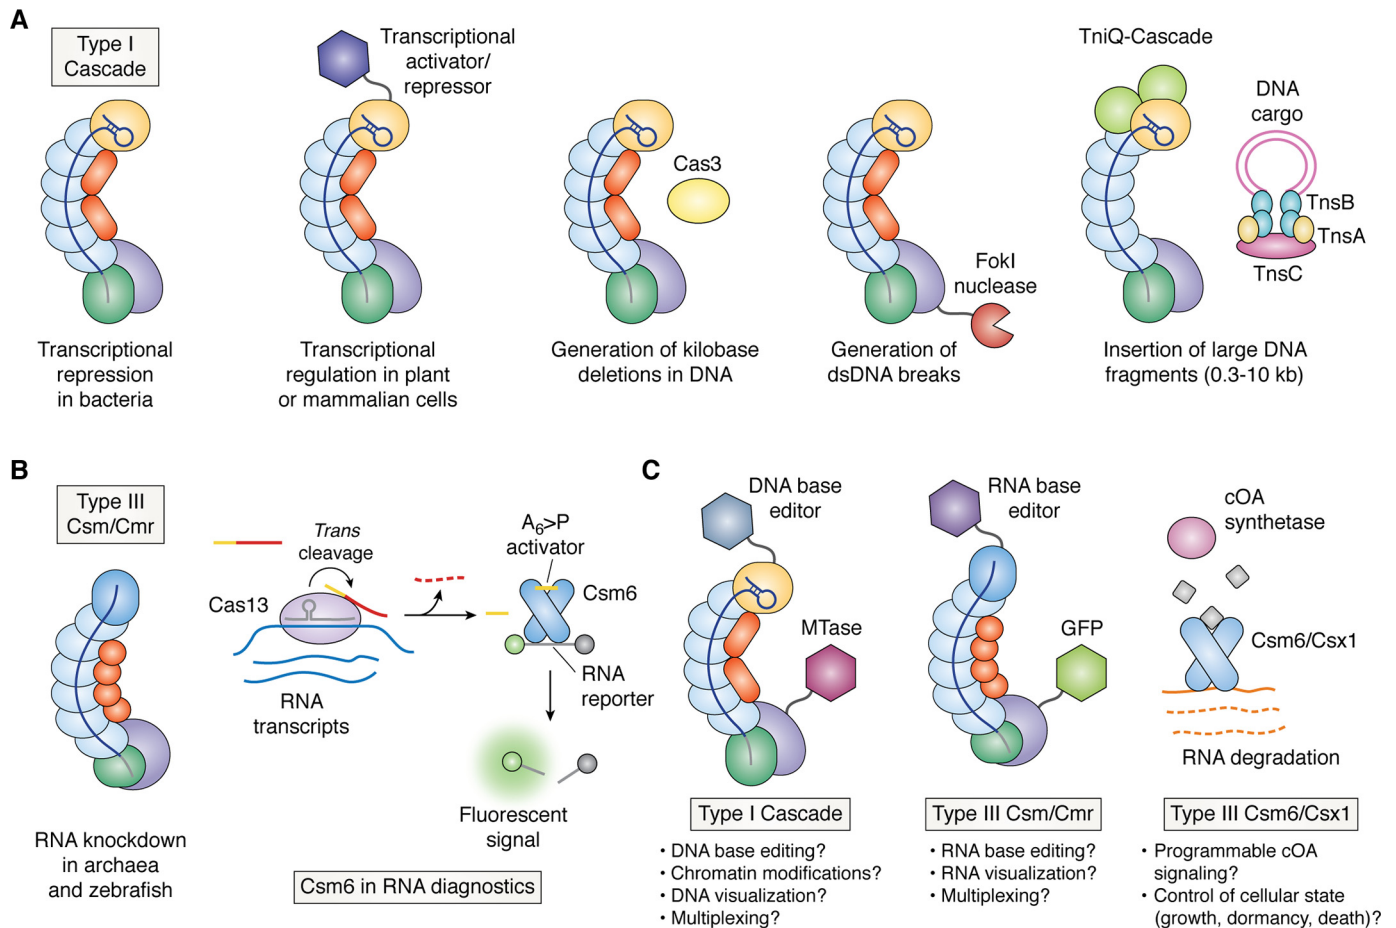 A
Type I
Cascade
Transcriptional
repression
in bacteria
Transcriptional
activator/
repressor
Transcriptional
regulation in plant
or mammalian cells
Cas3
Generation of kilobase
deletions in DNA
FokI
nuclease
Generation of
dsDNA breaks
TniQ-Cascade
DNA
cargo
TnsB
TnsA
TnsC
Insertion of large DNA
fragments (0.3-10 kb)
B
Type III
Csm/Cmr
RNA knockdown
in archaea
and zebrafish
Trans
cleavage
Cas13
RNA
transcripts
A6>P
activator
Csm6
RNA
reporter
Fluorescent
signal
Csm6 in RNA diagnostics
C
DNA base
editor
MTase
Type I Cascade
• DNA base editing?
• Chromatin modifications?
• DNA visualization?
• Multiplexing?
RNA base
editor
GFP
Type III Csm/Cmr
• RNA base editing?
• RNA visualization?
• Multiplexing?
cOA
synthetase
Csm6/Csx1
RNA degradation
Type III Csm6/Csx1
• Programmable cOA
signaling?
• Control of cellular state
(growth, dormancy, death)?